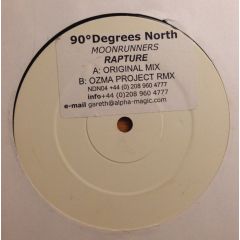 90°Degrees North
MOONRUNNERS
RAPTURE
A: ORIGINAL MIX
B: OZMA PROJECT RMX
NDN04 +44 (0) 208 960 4777
info+44 (0) 208 960 4777
e-mail gareth@alpha-magic.com